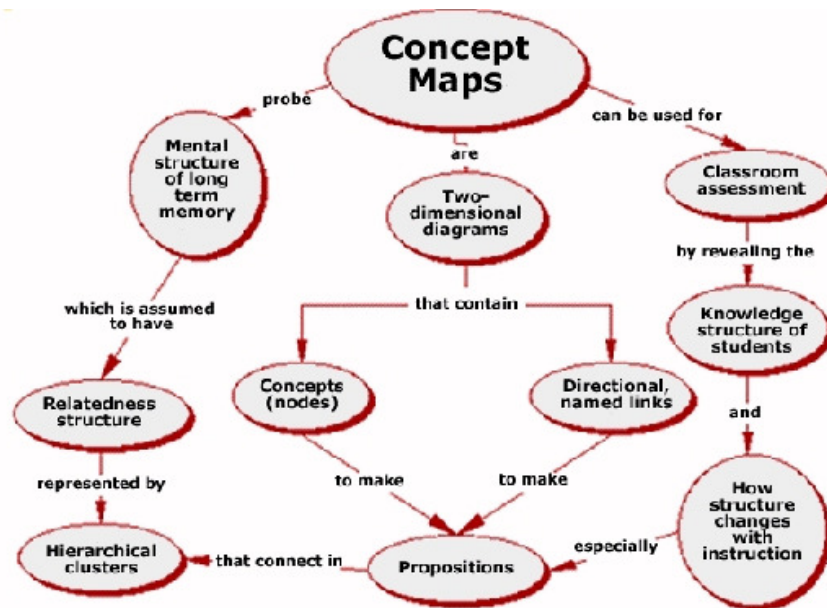 Concept
Maps
probe
can be used for
are
Mental
structure
of long
term
memory
Two-
dimensional
diagrams
Classroom
assessment
by revealing the
which is assumed
to have
that contain
Knowledge
structure of
students
Relatedness
structure
Concepts
(nodes)
Directional,
named links
and
represented by
to make
to make
How
structure
changes
with
instruction
Hierarchical
clusters
that connect in
Propositions
especially